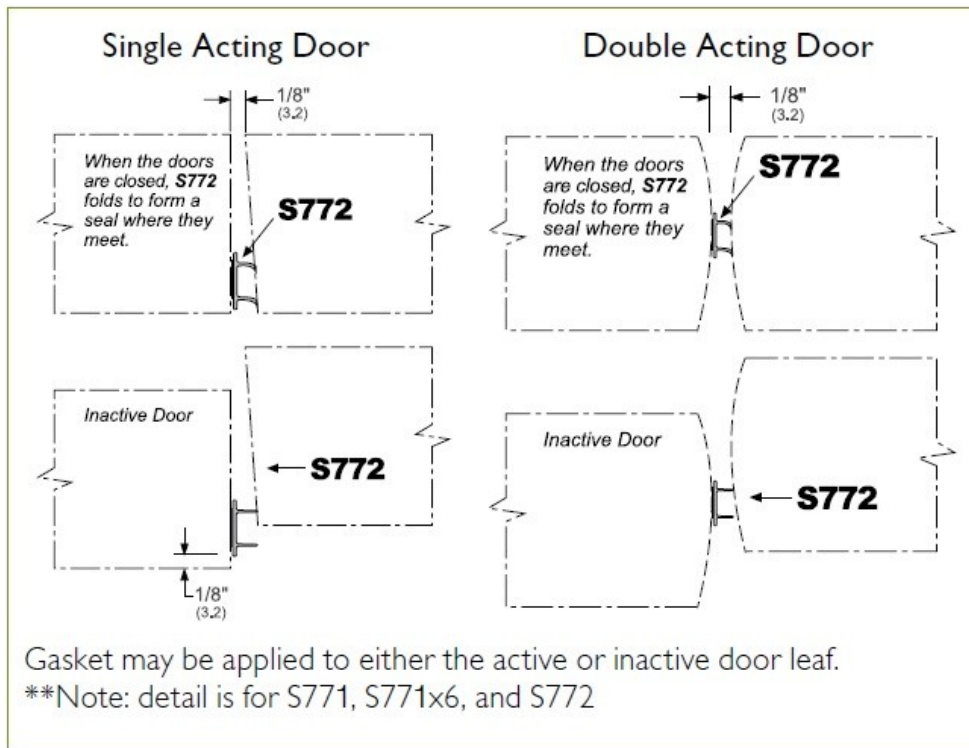 Single Acting Door
1/8"
(3.2)
When the doors
are closed, S772
folds to form a
seal where they
meet.
S772
Inactive Door
S772
1/8"
(3.2)
Double Acting Door
1/8"
(3.2)
When the doors
are closed, S772
folds to form a
seal where they
meet.
S772
Inactive Door
S772
Gasket may be applied to either the active or inactive door leaf.
**Note: detail is for S771, S771x6, and S772